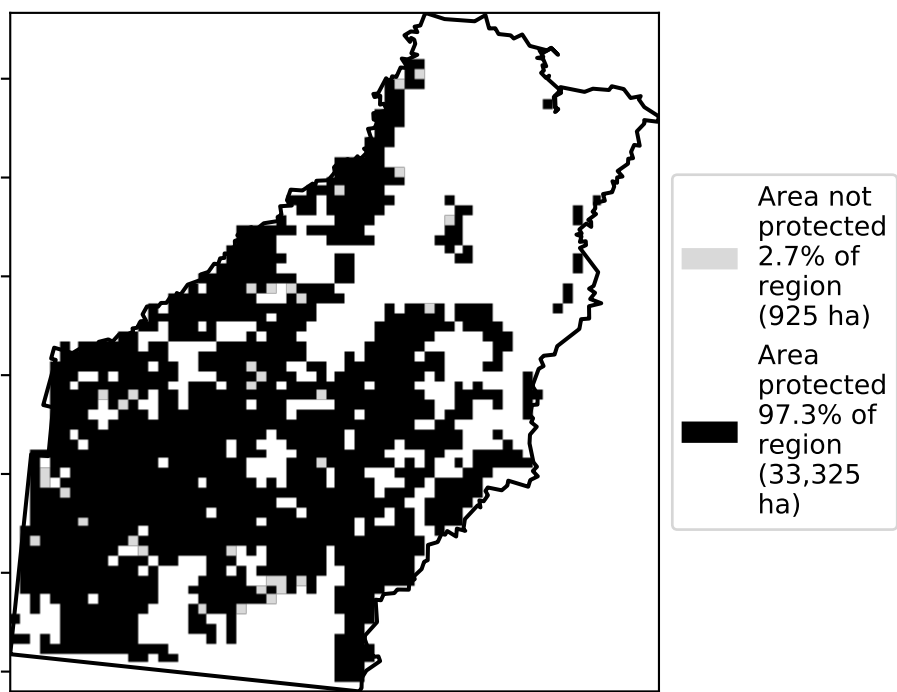 Area not
protected
2.7% of
region
(925 ha)
Area
protected
97.3% of
region
(33,325
ha)